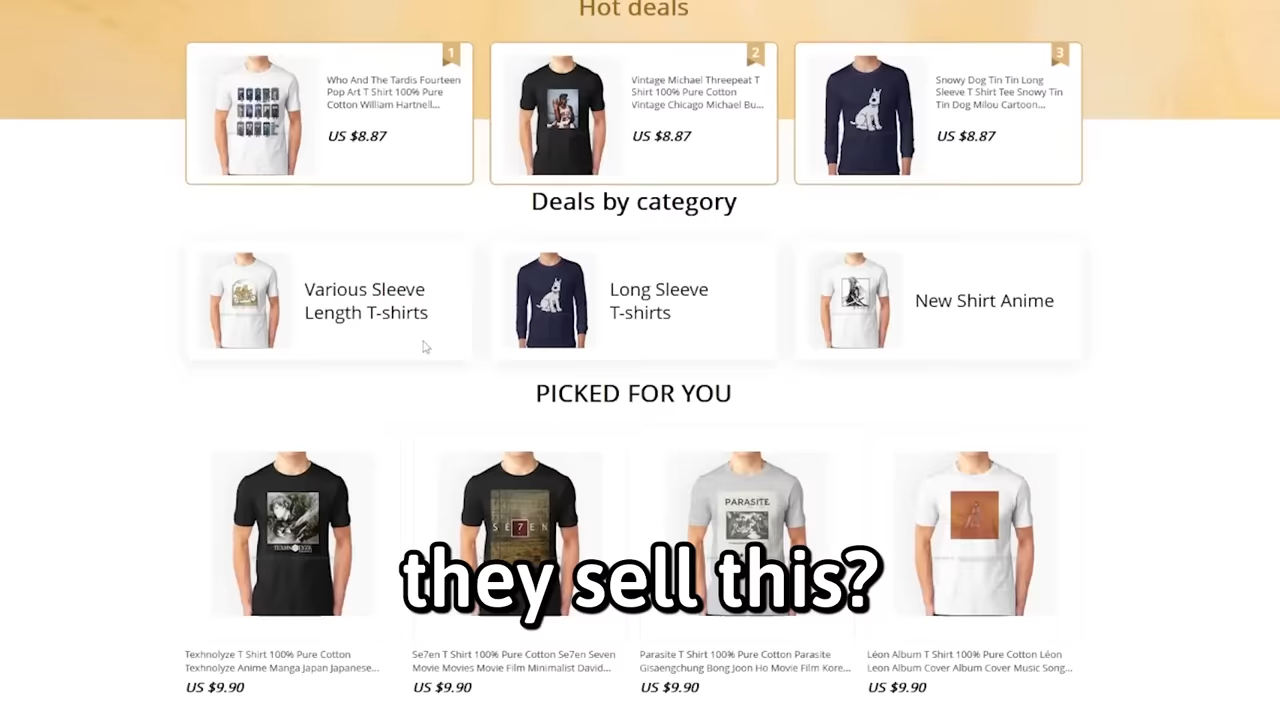 Hot deals
1
2
3
Who And The Tardis Fourteen
Pop Art T Shirt 100% Pure
Cotton William Hartnell...
US $8.87
Vintage Michael Threepeat T
Shirt 100% Pure Cotton
Vintage Chicago Michael Bu...
US $8.87
Snowy Dog Tin Tin Long
Sleeve T Shirt Tee Snowy Tin
Tin Dog Milou Cartoon...
US $8.87
Deals by category
Various Sleeve
Length T-shirts
Long Sleeve
T-shirts
New Shirt Anime
PICKED FOR YOU
TEXHNOLYZE
SE7EN
PARASITE
they sell this?
Texhnolyze T Shirt 100% Pure Cotton
Texhnolyze Anime Manga Japan Japanese...
US $9.90
Se7en T Shirt 100% Pure Cotton Se7en Seven
Movie Movies Movie Film Minimalist David...
US $9.90
Parasite T Shirt 100% Pure Cotton Parasite
Gisaengchung Bong Joon Ho Movie Film Kore...
US $9.90
Léon Album T Shirt 100% Pure Cotton Léon
Leon Album Cover Album Cover Music Song...
US $9.90